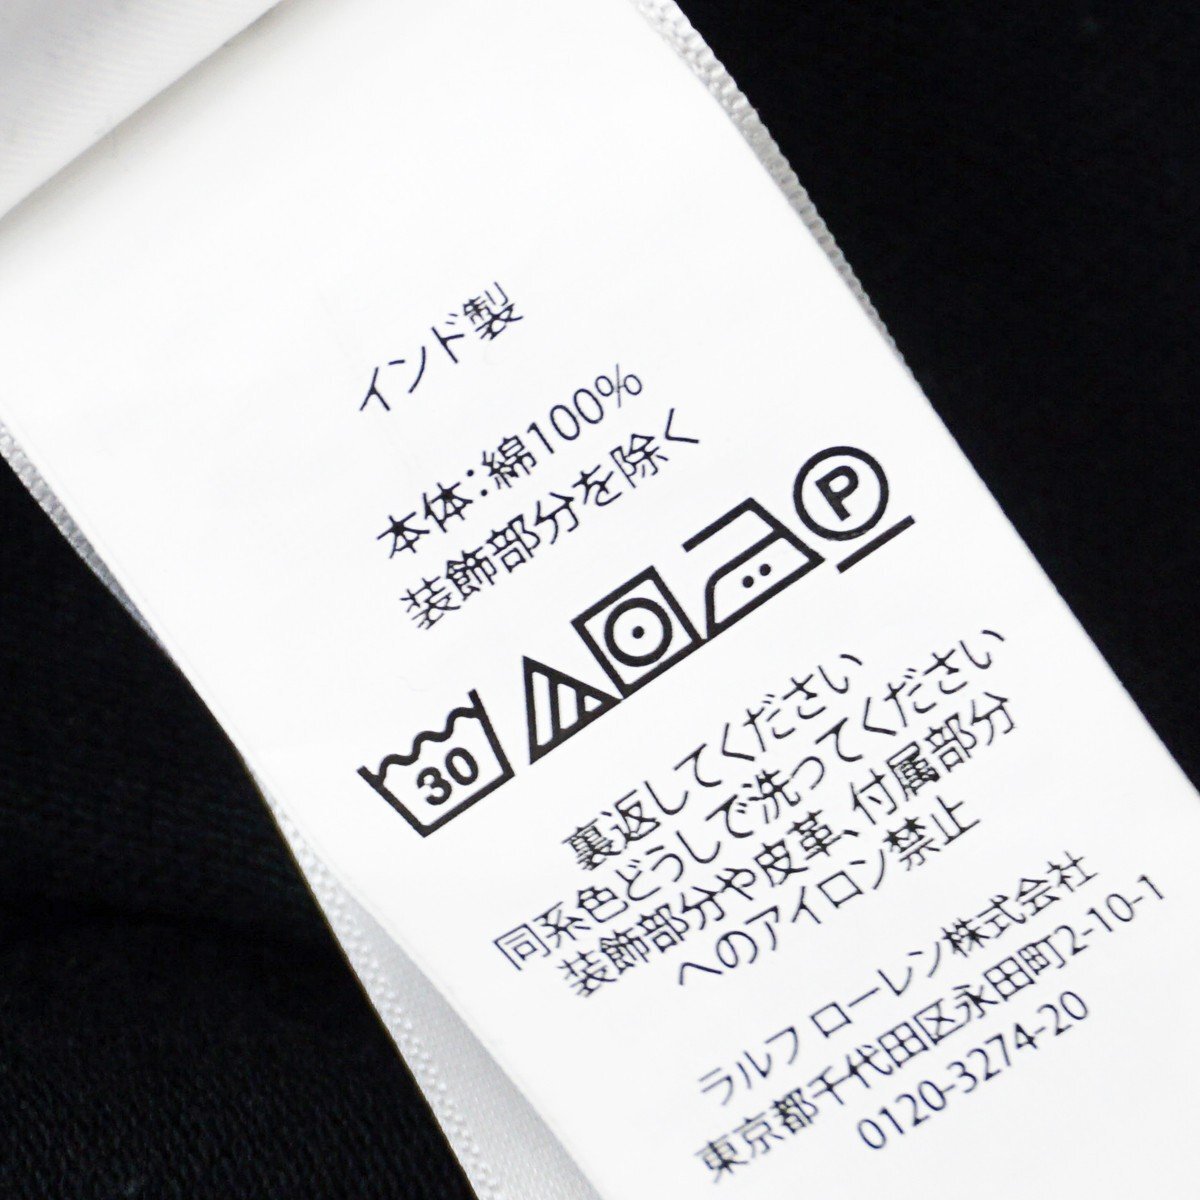 インド製
本体:綿100%
装飾部分を除く
30 P
裏返してください
同系色どうしで洗ってください
装飾部分や皮革、付属部分
へのアイロン禁止
ラルフ ローレン株式会社
東京都千代田区永田町2-10-1
0120-3274-20